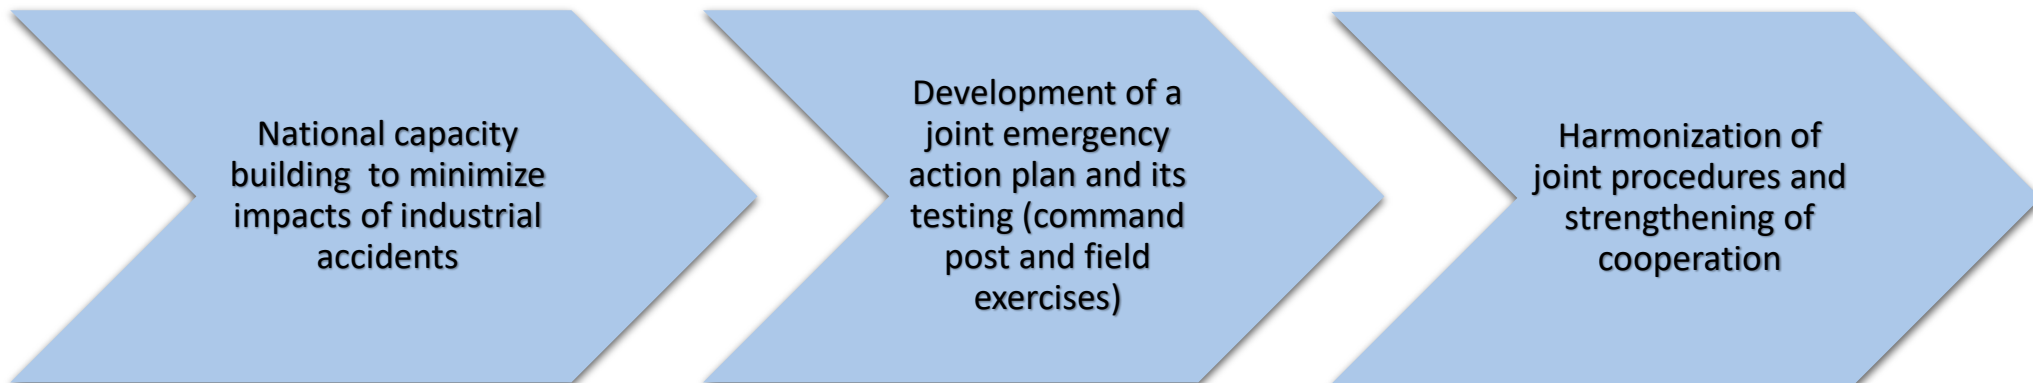 National capacity
building  to minimize
impacts of industrial
accidents
Development of a
joint emergency
action plan and its
testing (command
post and field
exercises)
Harmonization of
joint procedures and
strengthening of
cooperation